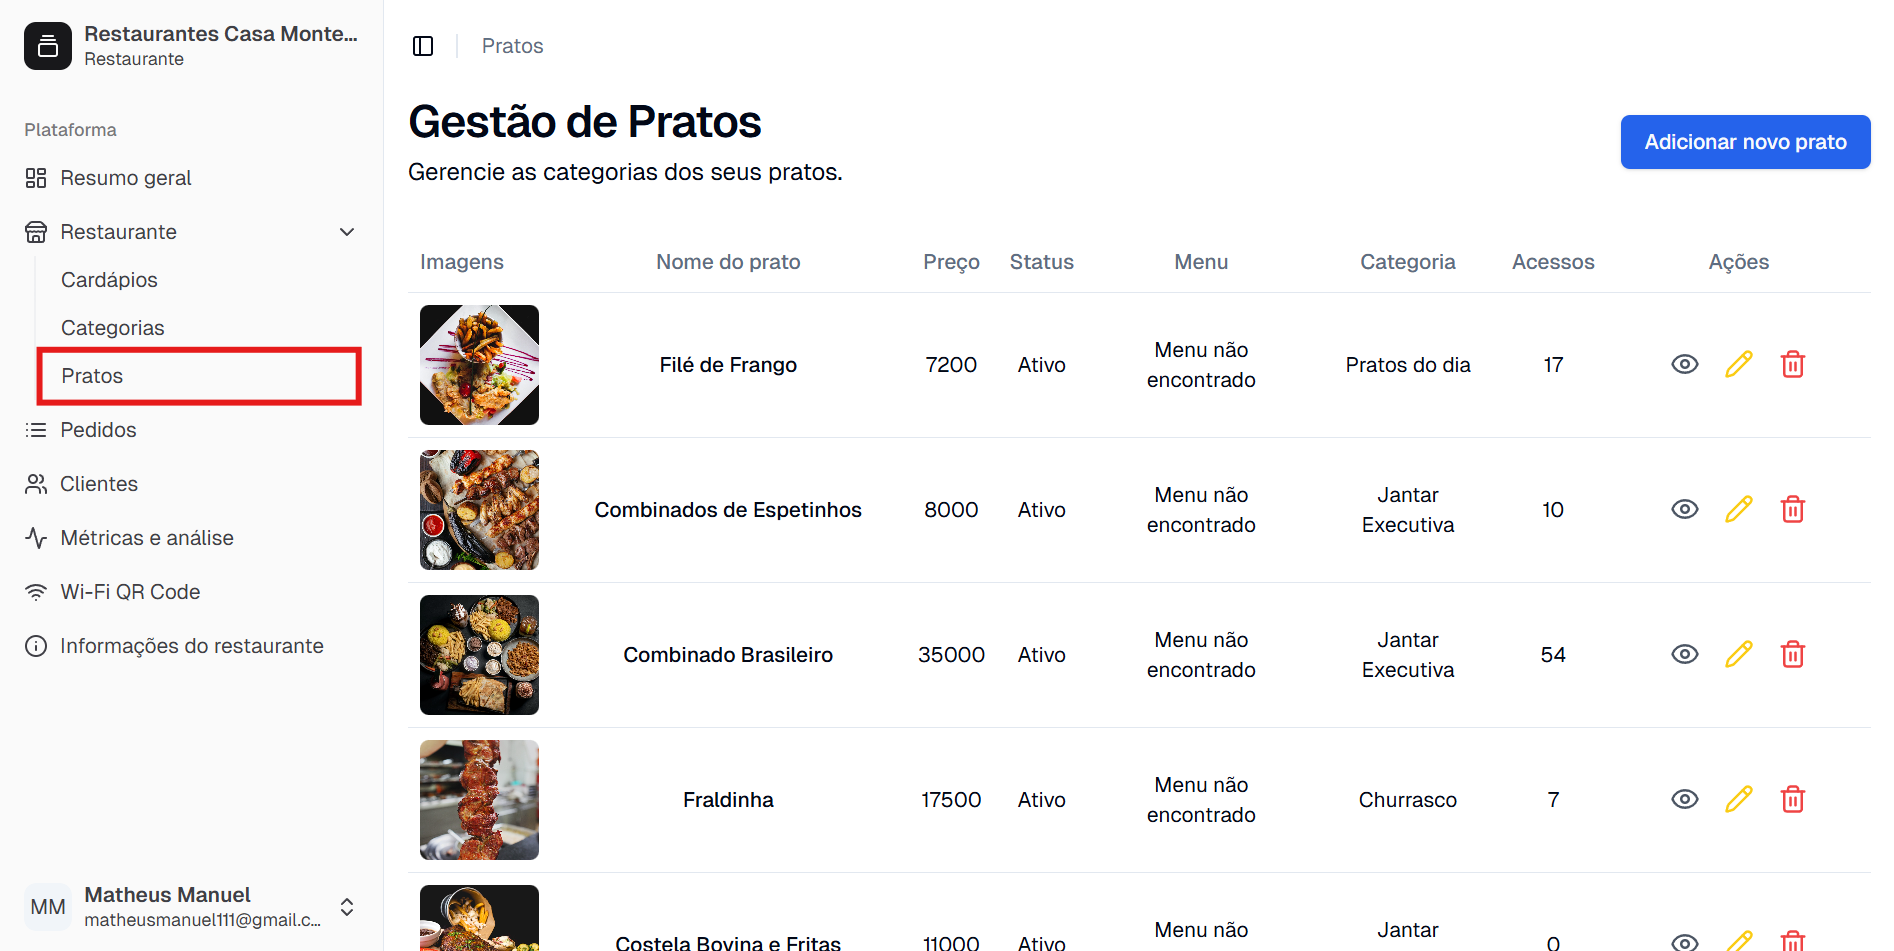 Restaurantes Casa Monte...
Restaurante
Plataforma
Resumo geral
Restaurante
Cardápios
Categorias
Pratos
Pedidos
Clientes
Métricas e análise
Wi-Fi QR Code
Informações do restaurante
MM
Matheus Manuel
matheusmanuel111@gmail.c...
Pratos
Gestão de Pratos
Gerencie as categorias dos seus pratos.
Adicionar novo prato
Imagens Nome do prato Preço Status Menu Categoria Acessos Ações
Filé de Frango 7200 Ativo Menu não encontrado Pratos do dia 17
Combinados de Espetinhos 8000 Ativo Menu não encontrado Jantar Executiva 10
Combinado Brasileiro 35000 Ativo Menu não encontrado Jantar Executiva 54
Fraldinha 17500 Ativo Menu não encontrado Churrasco 7
Costela Bovina e Fritas 11000 Ativo Menu não Jantar 0